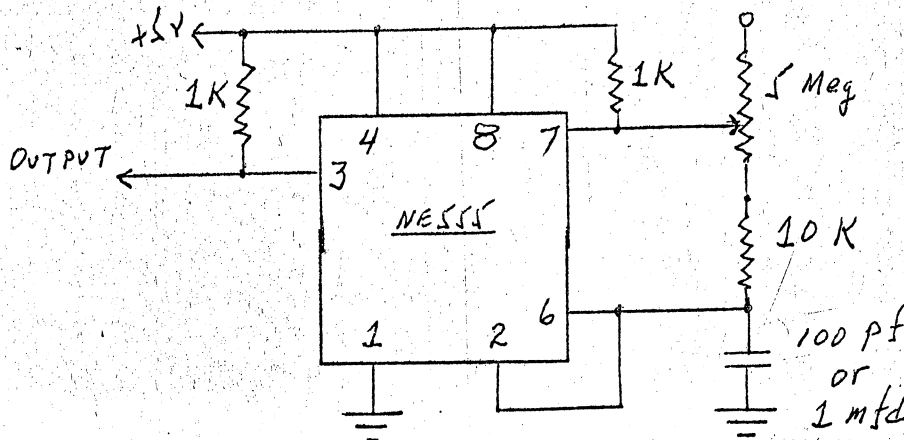 +5V
1K
1K
5 Meg
4
8
7
OUTPUT
3
NE555
10 K
6
1
2
100 pf
or
1 mfd